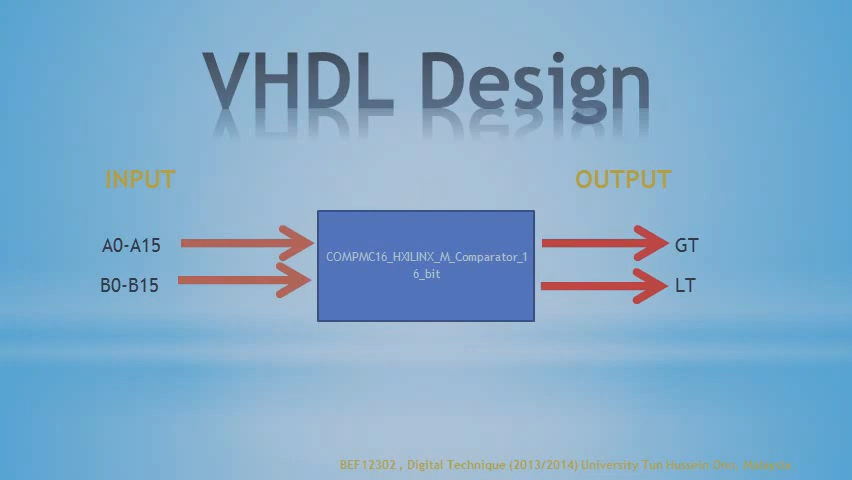 VHDL Design
INPUT
OUTPUT
A0-A15
B0-B15
COMPMC16_HXILINX_M_Comparator_1
6_bit
GT
LT
BEF12302 , Digital Technique (2013/2014) University Tun Hussein Onn, Malaysia